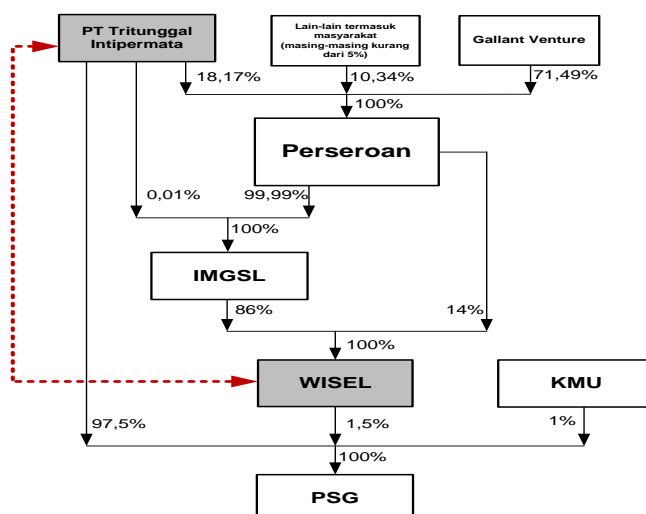 PT Tritunggal
Intipermata
Lain-lain termasuk
masyarakat
(masing-masing kurang
dari 5%)
Gallant Venture
18,17%
10,34%
71,49%
100%
Perseroan
0,01%
99,99%
100%
IMGSL
86%
14%
100%
WISEL
KMU
97,5%
1,5%
1%
100%
PSG